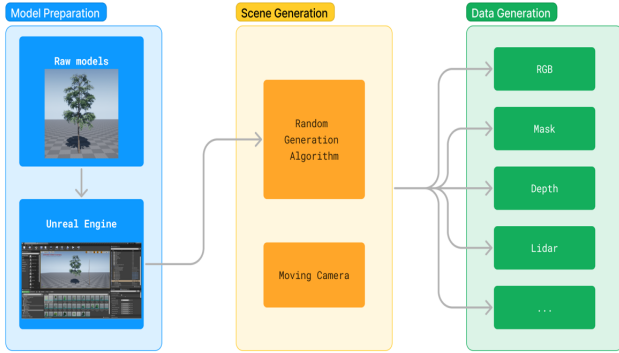 Model Preparation
Scene Generation
Data Generation
Raw models
Unreal Engine
Random
Generation
Algorithm
Moving Camera
RGB
Mask
Depth
Lidar
...